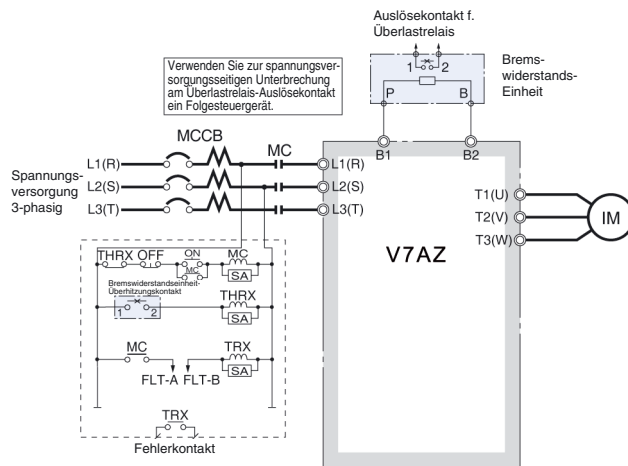 Auslösekontakt f.
Überlastrelais
Verwenden Sie zur spannungsver-
sorgungsseitigen Unterbrechung
am Überlastrelais-Auslösekontakt
ein Folgesteuergerät.
1 2
P B
Brems-
widerstands-
Einheit
MCCB
MC
B1 B2
L1(R) L1(R)
Spannungs-
versorgung
3-phasig
L2(S) L2(S)
L3(T) L3(T)
T1(U)
T2(V)
T3(W)
IM
V7AZ
THRX OFF ON MC
MC
SA
Bremswiderstandseinheit-
Überhitzungskontakt
1 2
THRX
SA
MC
TRX
SA
FLT-A FLT-B
TRX
Fehlerkontakt